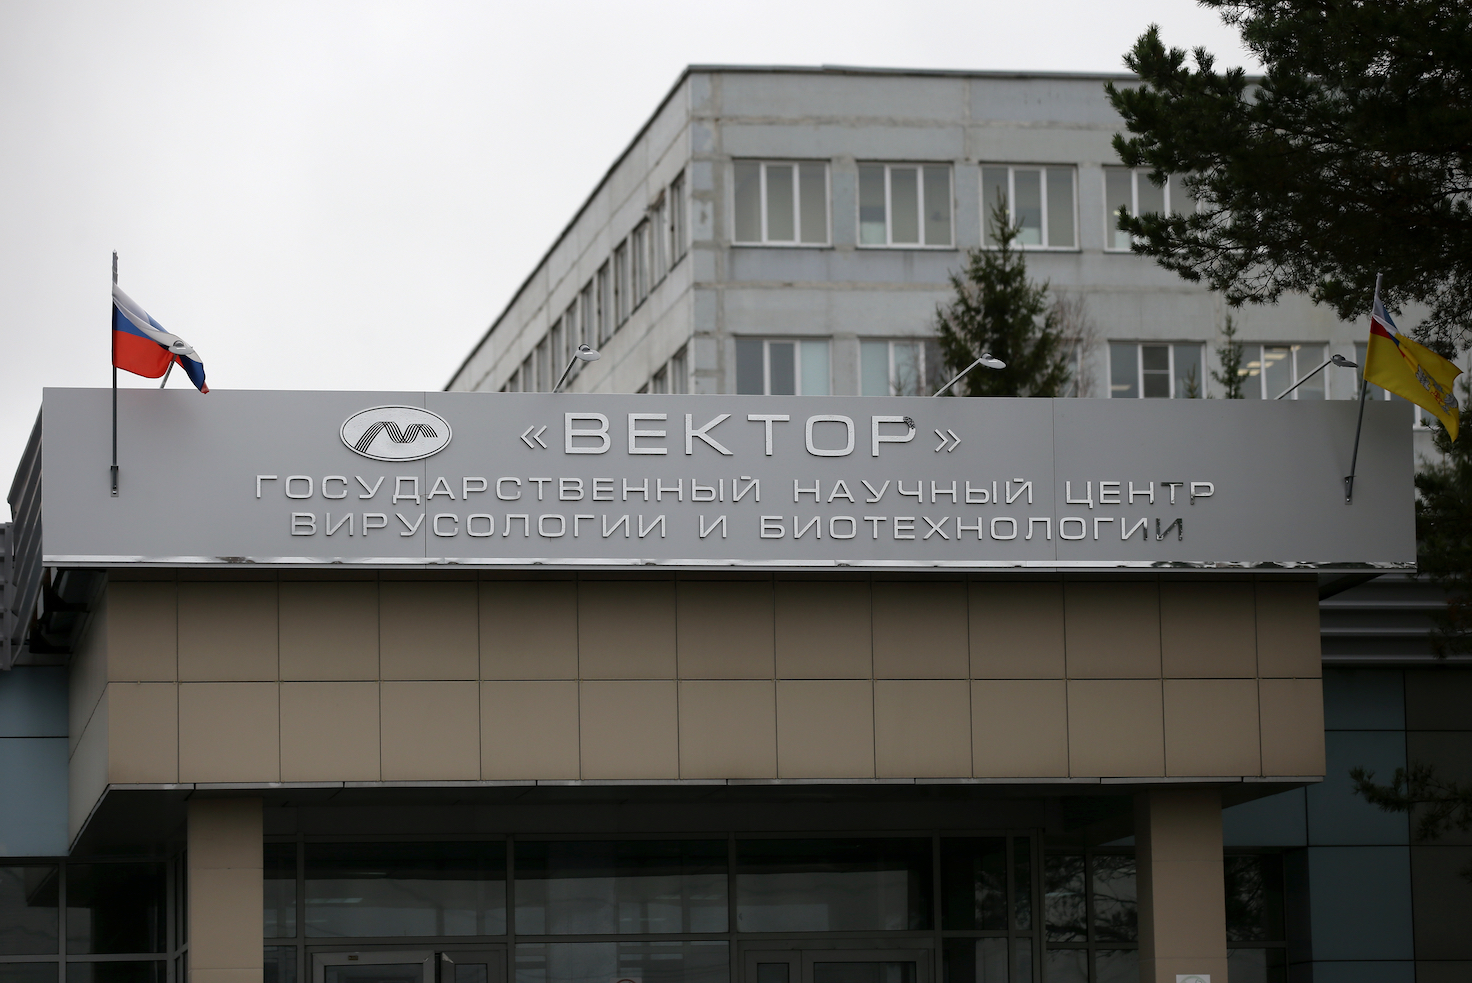 «ВЕКТОР»
ГОСУДАРСТВЕННЫЙ НАУЧНЫЙ ЦЕНТР
ВИРУСОЛОГИИ И БИОТЕХНОЛОГИИ